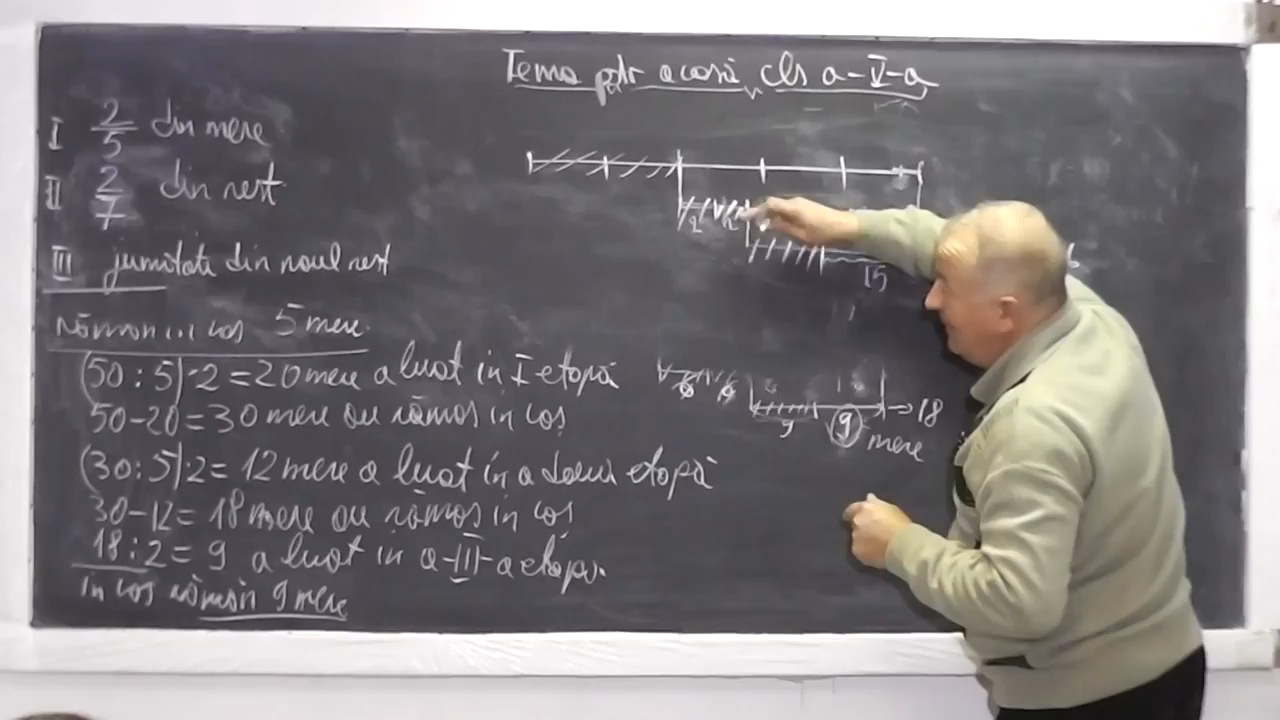 Tema ptr acasă, cls a-V-a
I 2/5 din mere
II 2/7 din rest
III jumătate din noul rest
Rămân în coș 5 mere
(50:5)·2=20 mere a luat în I etapă
50-20=30 mere au rămas în coș
(30:5)·2=12 mere a luat în a doua etapă
30-12=18 mere au rămas în coș
18:2=9 a luat în a-III-a etapă.
în coș rămân 9 mere
15
→18
9 9 mere